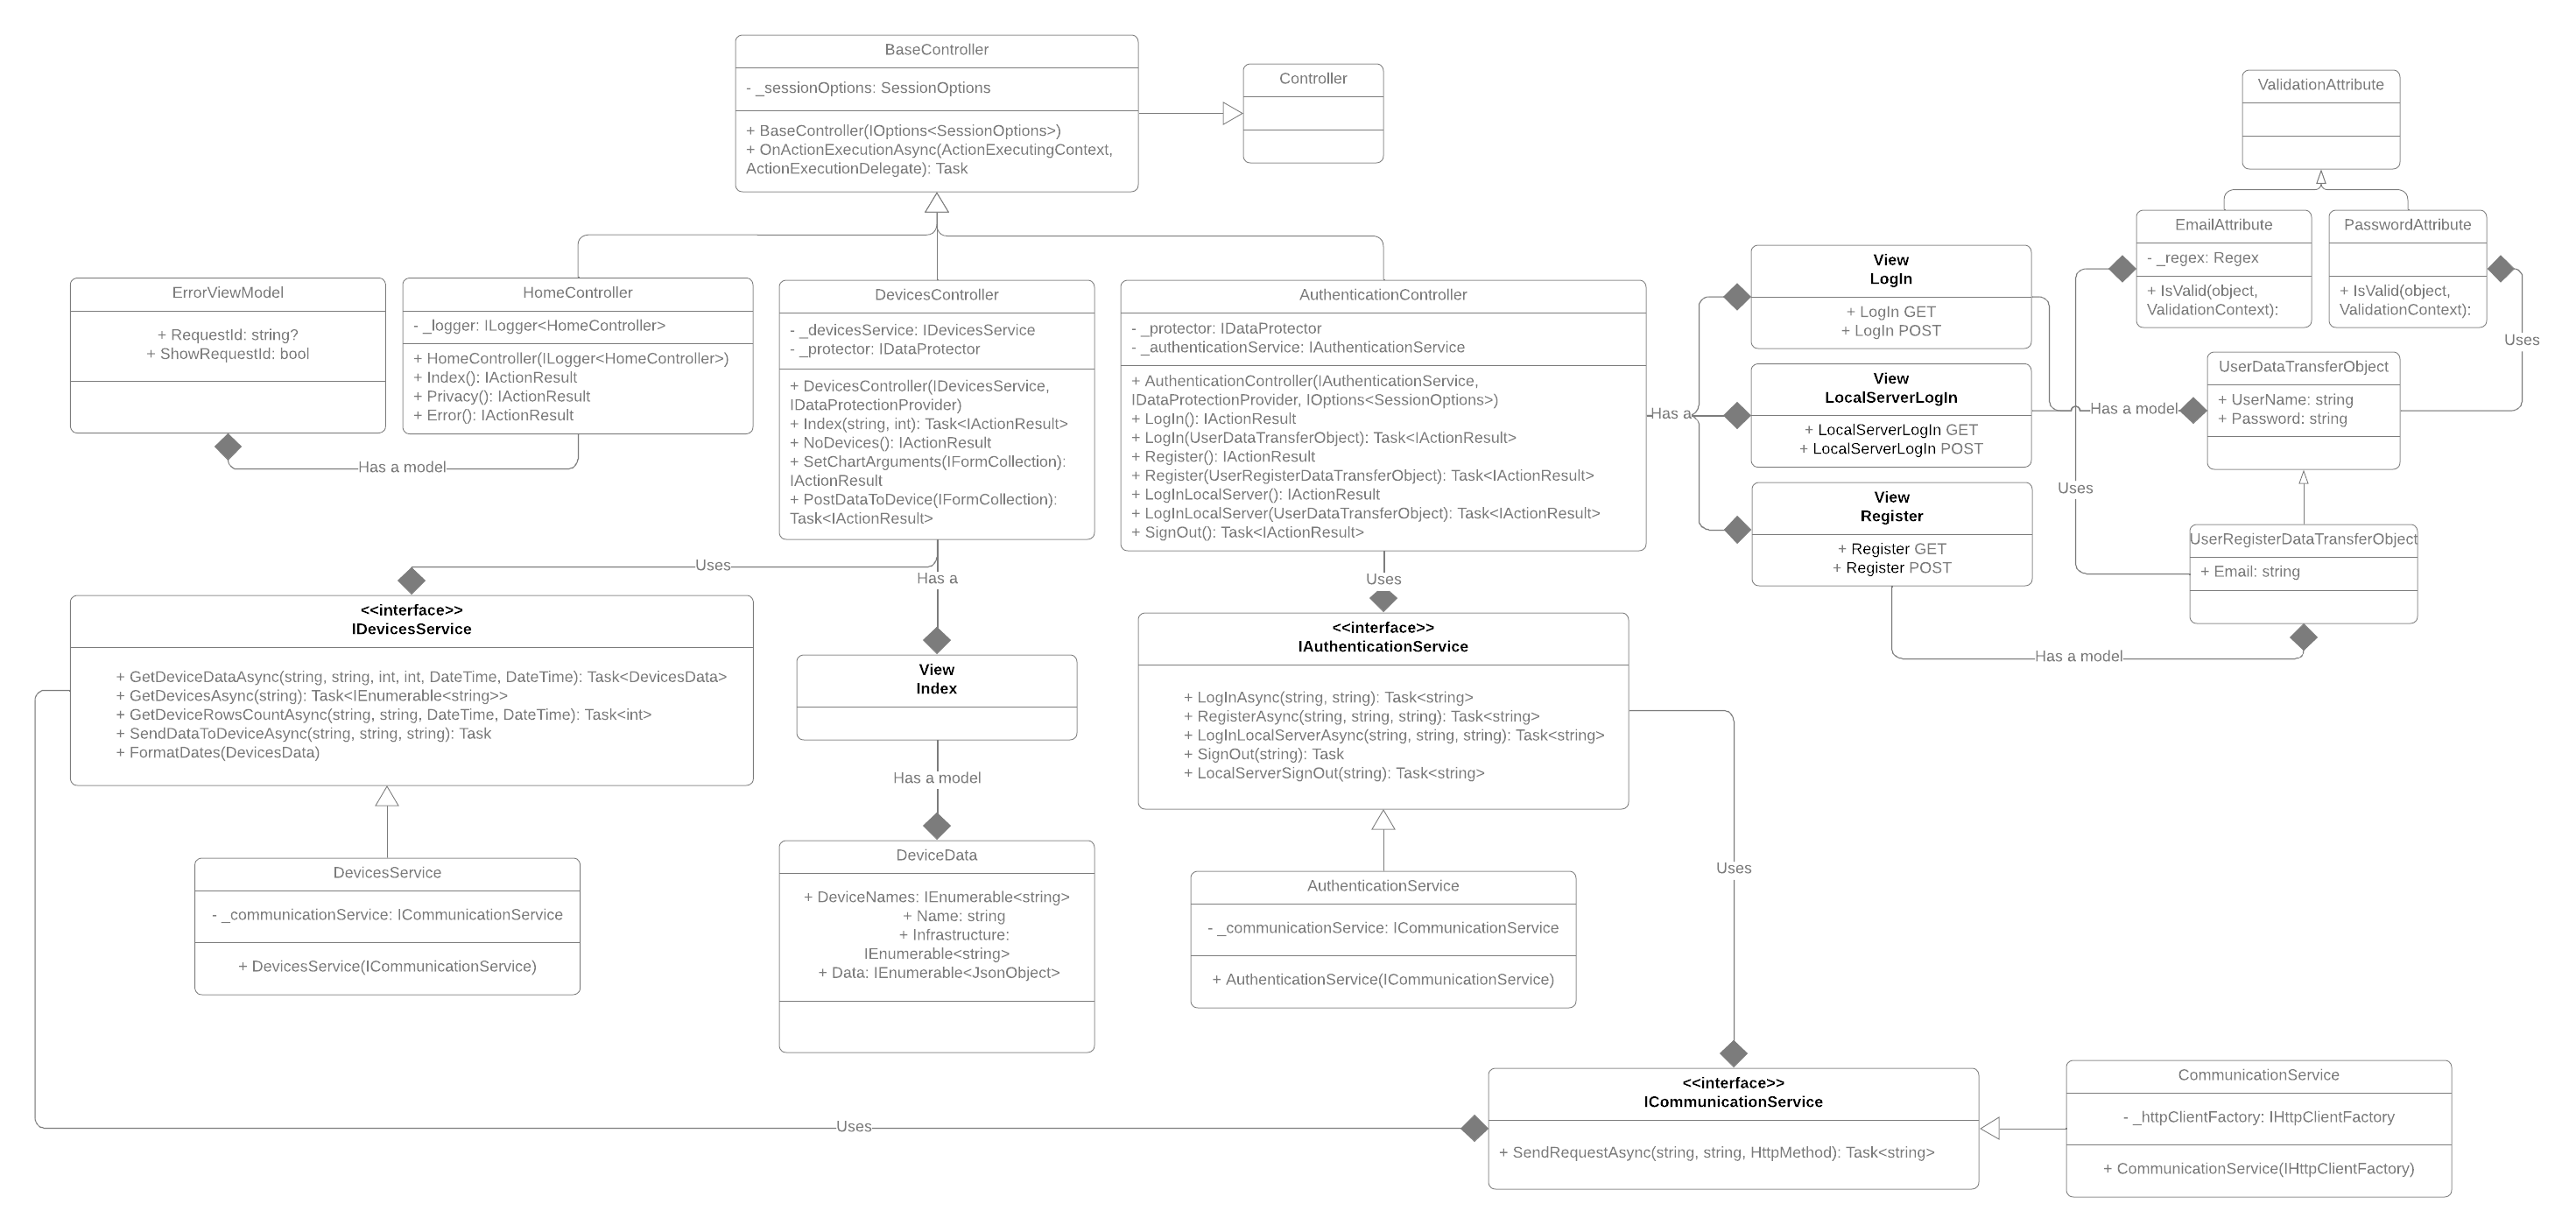 BaseController
- _sessionOptions: SessionOptions
+ BaseController(IOptions<SessionOptions>)
+ OnActionExecutionAsync(ActionExecutingContext,
ActionExecutionDelegate): Task
Controller
ValidationAttribute
EmailAttribute
- _regex: Regex
+ IsValid(object,
ValidationContext):
PasswordAttribute
+ IsValid(object,
ValidationContext):
Uses
ErrorViewModel
+ RequestId: string?
+ ShowRequestId: bool
HomeController
- _logger: ILogger<HomeController>
+ HomeController(ILogger<HomeController>)
+ Index(): IActionResult
+ Privacy(): IActionResult
+ Error(): IActionResult
Has a model
DevicesController
- _devicesService: IDevicesService
- _protector: IDataProtector
+ DevicesController(IDevicesService,
IDataProtectionProvider)
+ Index(string, int): Task<IActionResult>
+ NoDevices(): IActionResult
+ SetChartArguments(IFormCollection):
IActionResult
+ PostDataToDevice(IFormCollection):
Task<IActionResult>
AuthenticationController
- _protector: IDataProtector
- _authenticationService: IAuthenticationService
+ AuthenticationController(IAuthenticationService,
IDataProtectionProvider, IOptions<SessionOptions>)
+ LogIn(): IActionResult
+ LogIn(UserDataTransferObject): Task<IActionResult>
+ Register(): IActionResult
+ Register(UserRegisterDataTransferObject): Task<IActionResult>
+ LogInLocalServer(): IActionResult
+ LogInLocalServer(UserDataTransferObject): Task<IActionResult>
+ SignOut(): Task<IActionResult>
Has a
View
LogIn
+ LogIn GET
+ LogIn POST
View
LocalServerLogIn
+ LocalServerLogIn GET
+ LocalServerLogIn POST
View
Register
+ Register GET
+ Register POST
Has a model
UserDataTransferObject
+ UserName: string
+ Password: string
Uses
UserRegisterDataTransferObject
+ Email: string
Has a model
Uses
Has a
Uses
<<interface>>
IDevicesService
+ GetDeviceDataAsync(string, string, int, int, DateTime, DateTime): Task<DevicesData>
+ GetDevicesAsync(string): Task<IEnumerable<string>>
+ GetDeviceRowsCountAsync(string, string, DateTime, DateTime): Task<int>
+ SendDataToDeviceAsync(string, string, string): Task
+ FormatDates(DevicesData)
View
Index
Has a model
<<interface>>
IAuthenticationService
+ LogInAsync(string, string): Task<string>
+ RegisterAsync(string, string, string): Task<string>
+ LogInLocalServerAsync(string, string, string): Task<string>
+ SignOut(string): Task
+ LocalServerSignOut(string): Task<string>
DevicesService
- _communicationService: ICommunicationService
+ DevicesService(ICommunicationService)
DeviceData
+ DeviceNames: IEnumerable<string>
+ Name: string
+ Infrastructure:
IEnumerable<string>
+ Data: IEnumerable<JsonObject>
AuthenticationService
- _communicationService: ICommunicationService
+ AuthenticationService(ICommunicationService)
Uses
Uses
<<interface>>
ICommunicationService
+ SendRequestAsync(string, string, HttpMethod): Task<string>
CommunicationService
- _httpClientFactory: IHttpClientFactory
+ CommunicationService(IHttpClientFactory)